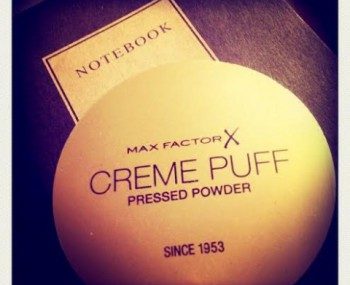 NOTEBOOK
MAX FACTOR X
CREME PUFF
PRESSED POWDER
SINCE 1953